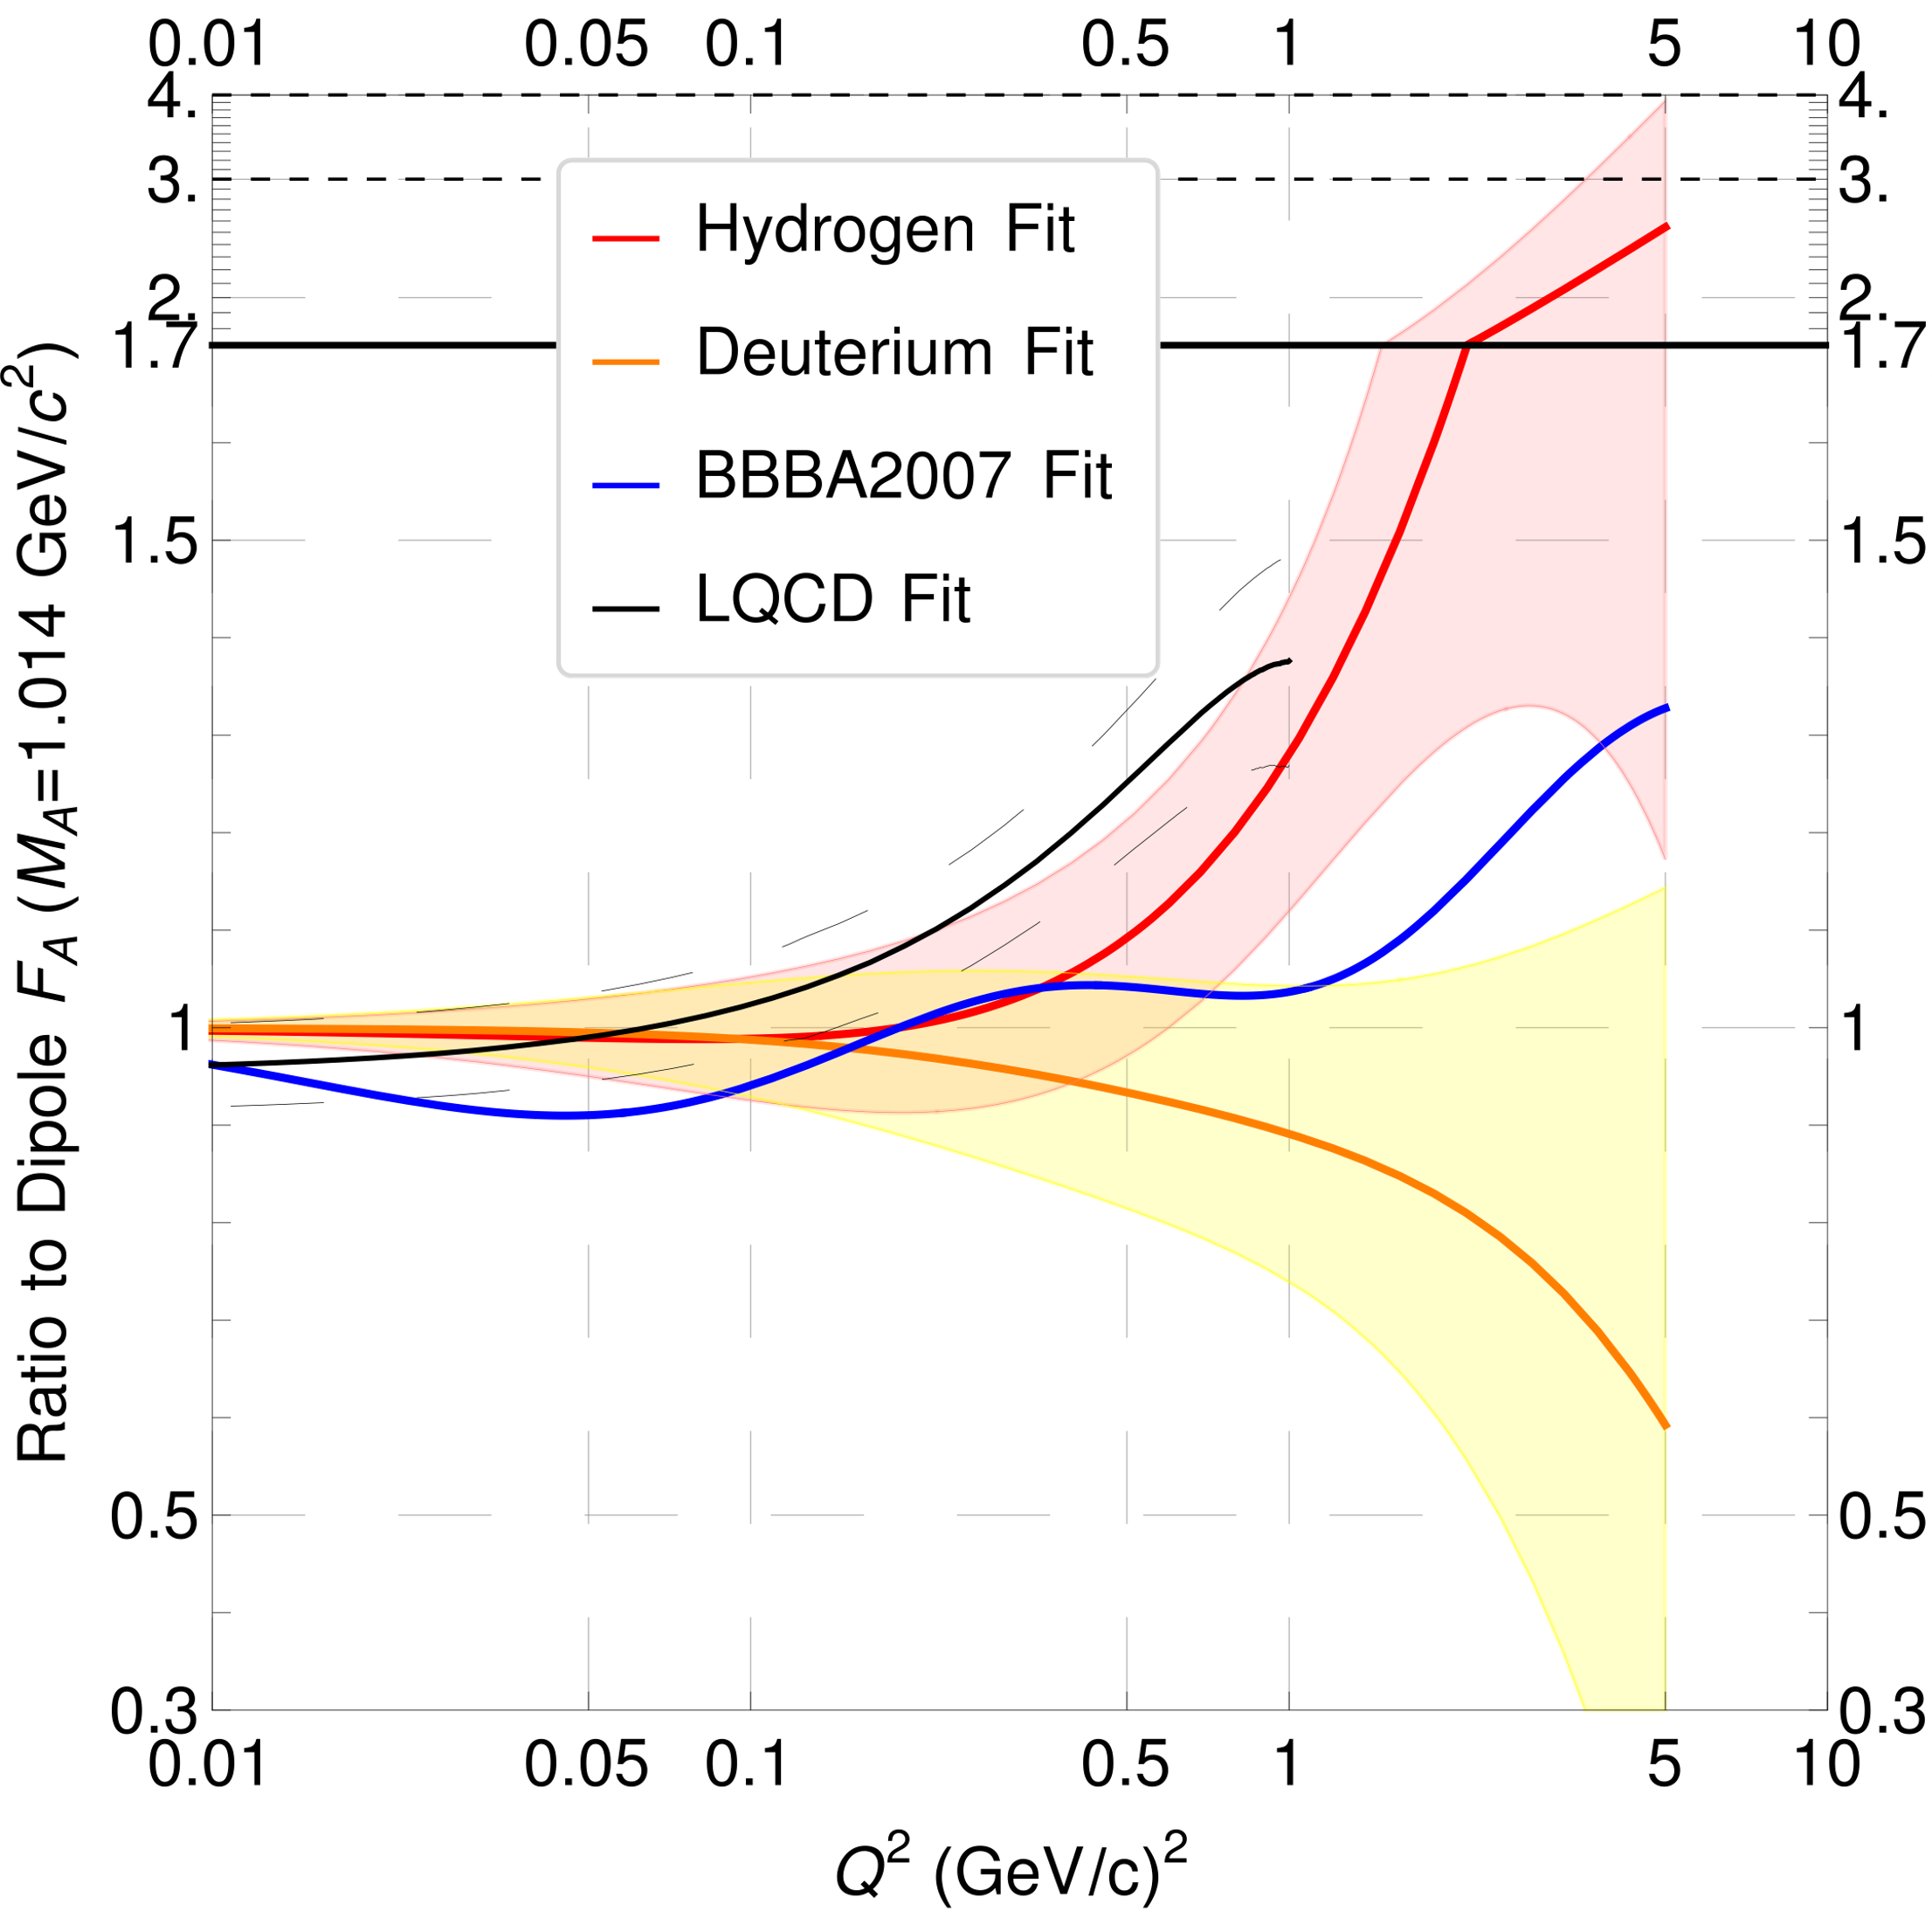 0.01 0.05 0.1 0.5 1 5 10
4. 4.
3. 3.
Hydrogen Fit
2. 2.
1.7 1.7
Deuterium Fit
BBBA2007 Fit
1.5 1.5
LQCD Fit
1 1
0.5 0.5
0.3 0.3
Ratio to Dipole F_A (M_A=1.014 GeV/c²)
0.01 0.05 0.1 0.5 1 5 10
Q² (GeV/c)²